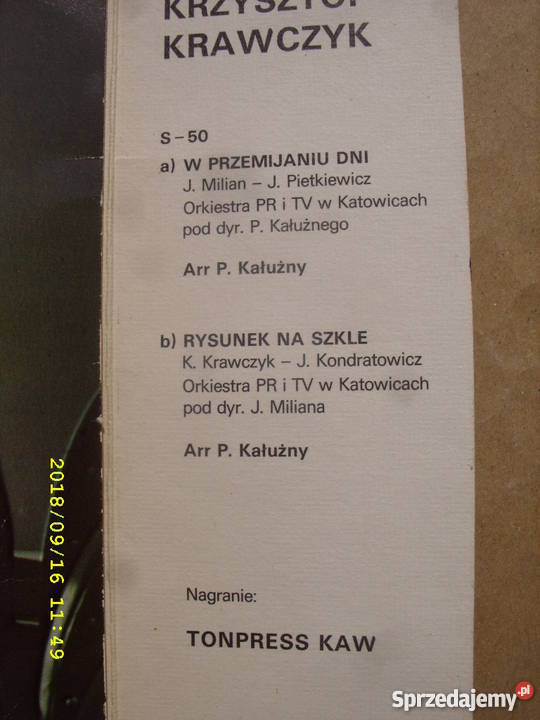 KRZYSZTOF
KRAWCZYK
S – 50
a) W PRZEMIJANIU DNI
J. Milian – J. Pietkiewicz
Orkiestra PR i TV w Katowicach
pod dyr. P. Kałużnego
Arr P. Kałużny
b) RYSUNEK NA SZKLE
K. Krawczyk – J. Kondratowicz
Orkiestra PR i TV w Katowicach
pod dyr. J. Miliana
Arr P. Kałużny
Nagranie:
TONPRESS KAW
2018/09/16 11:49
Sprzedajemy.pl